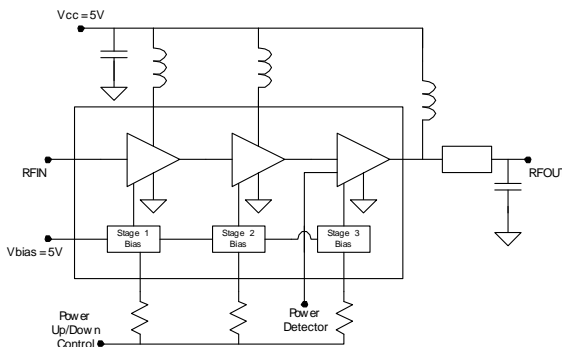 Vcc = 5V
RFIN
RFOUT
Stage 1
Bias
Stage 2
Bias
Stage 3
Bias
Vbias = 5V
Power
Detector
Power
Up/Down
Control